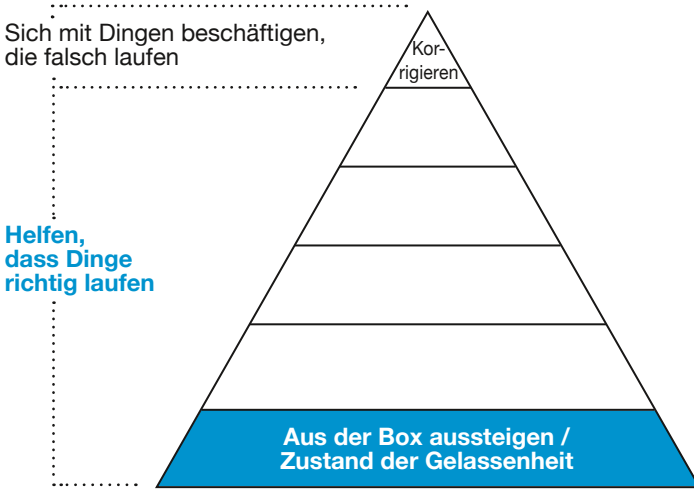 Sich mit Dingen beschäftigen,
die falsch laufen
Kor-
rigieren
Helfen,
dass Dinge
richtig laufen
Aus der Box aussteigen /
Zustand der Gelassenheit